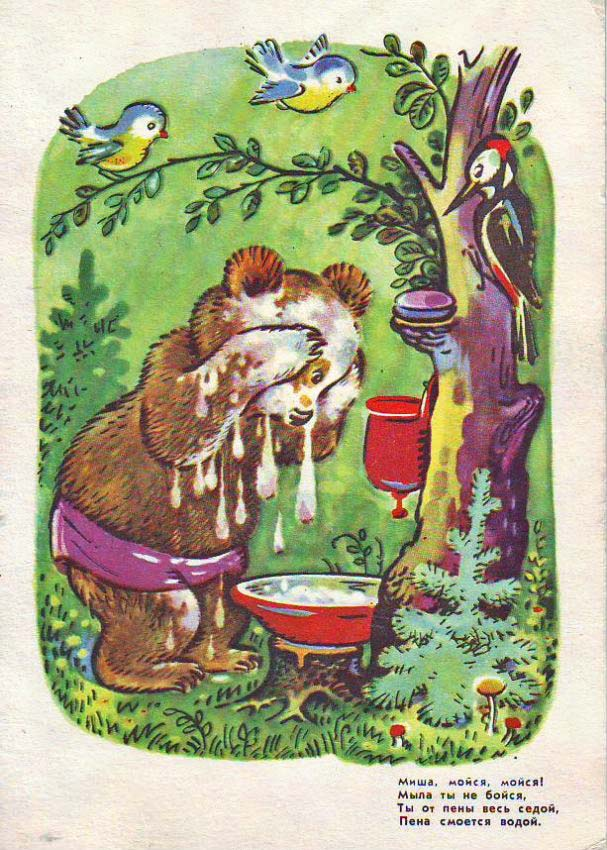 Миша, мойся, мойся!
Мыла ты не бойся,
Ты от пены весь седой,
Пена смоется водой.